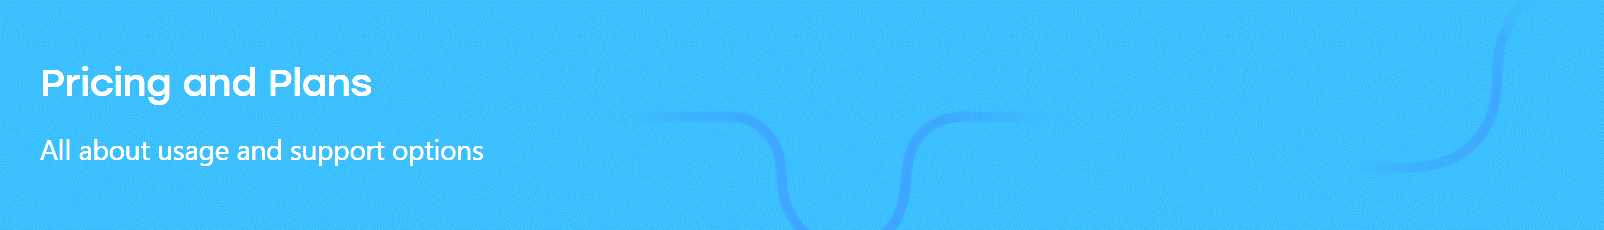 Pricing and Plans
All about usage and support options